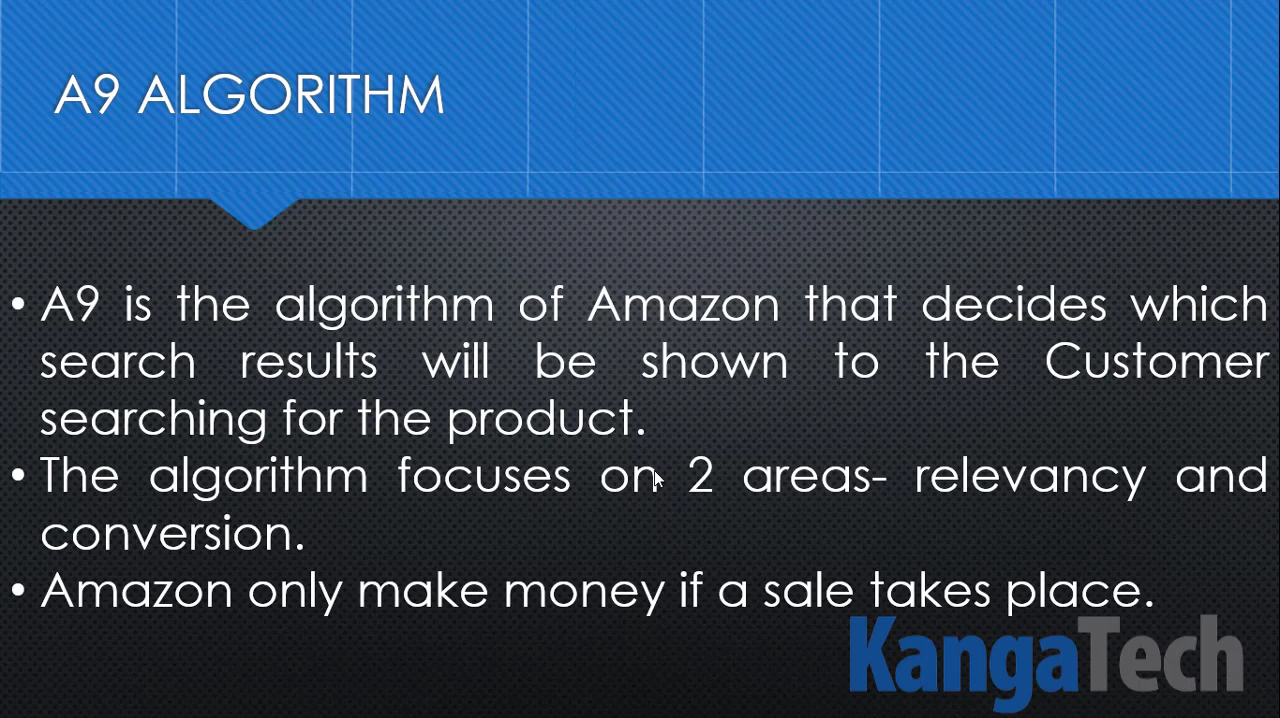 A9 ALGORITHM
• A9 is the algorithm of Amazon that decides which
search results will be shown to the Customer
searching for the product.
• The algorithm focuses on 2 areas- relevancy and
conversion.
• Amazon only make money if a sale takes place.
KangaTech